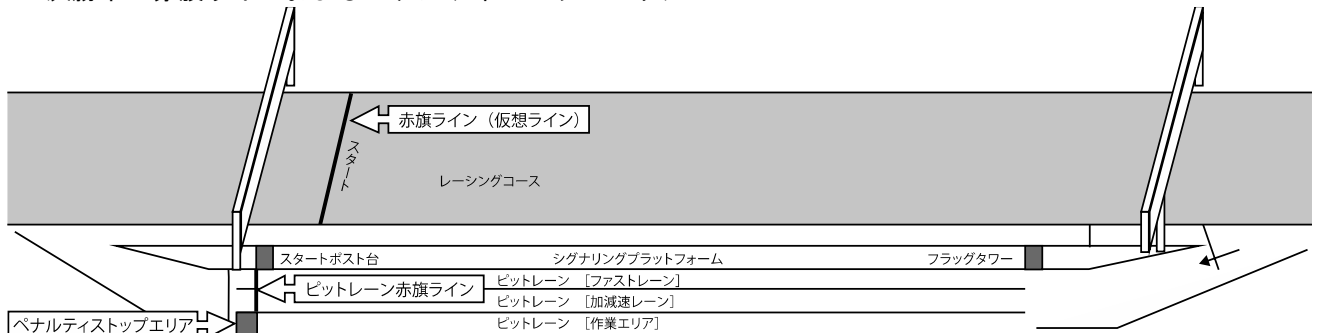 赤旗ライン（仮想ライン）
スタート
レーシングコース
スタートポスト台
シグナリングプラットフォーム
フラッグタワー
ピットレーン［ファストレーン］
ピットレーン赤旗ライン
ピットレーン［加減速レーン］
ペナルティストップエリア
ピットレーン［作業エリア］